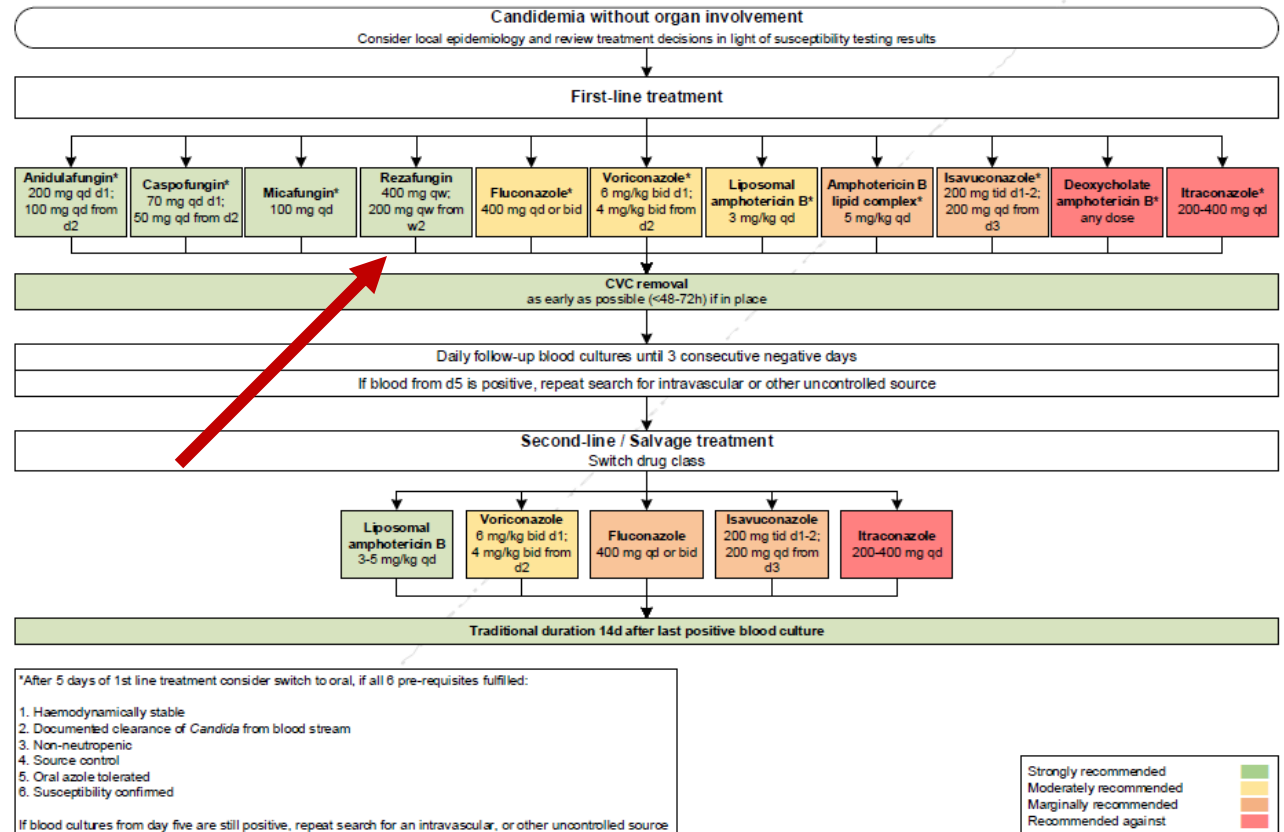 Candidemia without organ involvement
Consider local epidemiology and review treatment decisions in light of susceptibility testing results
First-line treatment
Anidulafungin*
200 mg qd d1;
100 mg qd from
d2
Caspofungin*
70 mg qd d1;
50 mg qd from d2
Micafungin*
100 mg qd
Rezafungin
400 mg qw;
200 mg qw from
w2
Fluconazole*
400 mg qd or bid
Voriconazole*
6 mg/kg bid d1;
4 mg/kg bid from
d2
Liposomal
amphotericin B*
3 mg/kg qd
Amphotericin B
lipid complex*
5 mg/kg qd
Isavuconazole*
200 mg tid d1-2;
200 mg qd from
d3
Deoxycholate
amphotericin B*
any dose
Itraconazole*
200-400 mg qd
CVC removal
as early as possible (<48-72h) if in place
Daily follow-up blood cultures until 3 consecutive negative days
If blood from d5 is positive, repeat search for intravascular or other uncontrolled source
Second-line / Salvage treatment
Switch drug class
Liposomal
amphotericin B
3-5 mg/kg qd
Voriconazole
6 mg/kg bid d1;
4 mg/kg bid from
d2
Fluconazole
400 mg qd or bid
Isavuconazole
200 mg tid d1-2;
200 mg qd from
d3
Itraconazole
200-400 mg qd
Traditional duration 14d after last positive blood culture
*After 5 days of 1st line treatment consider switch to oral, if all 6 pre-requisites fulfilled:
1. Haemodynamically stable
2. Documented clearance of Candida from blood stream
3. Non-neutropenic
4. Source control
5. Oral azole tolerated
6. Susceptibility confirmed
If blood cultures from day five are still positive, repeat search for an intravascular, or other uncontrolled source
Strongly recommended
Moderately recommended
Marginally recommended
Recommended against